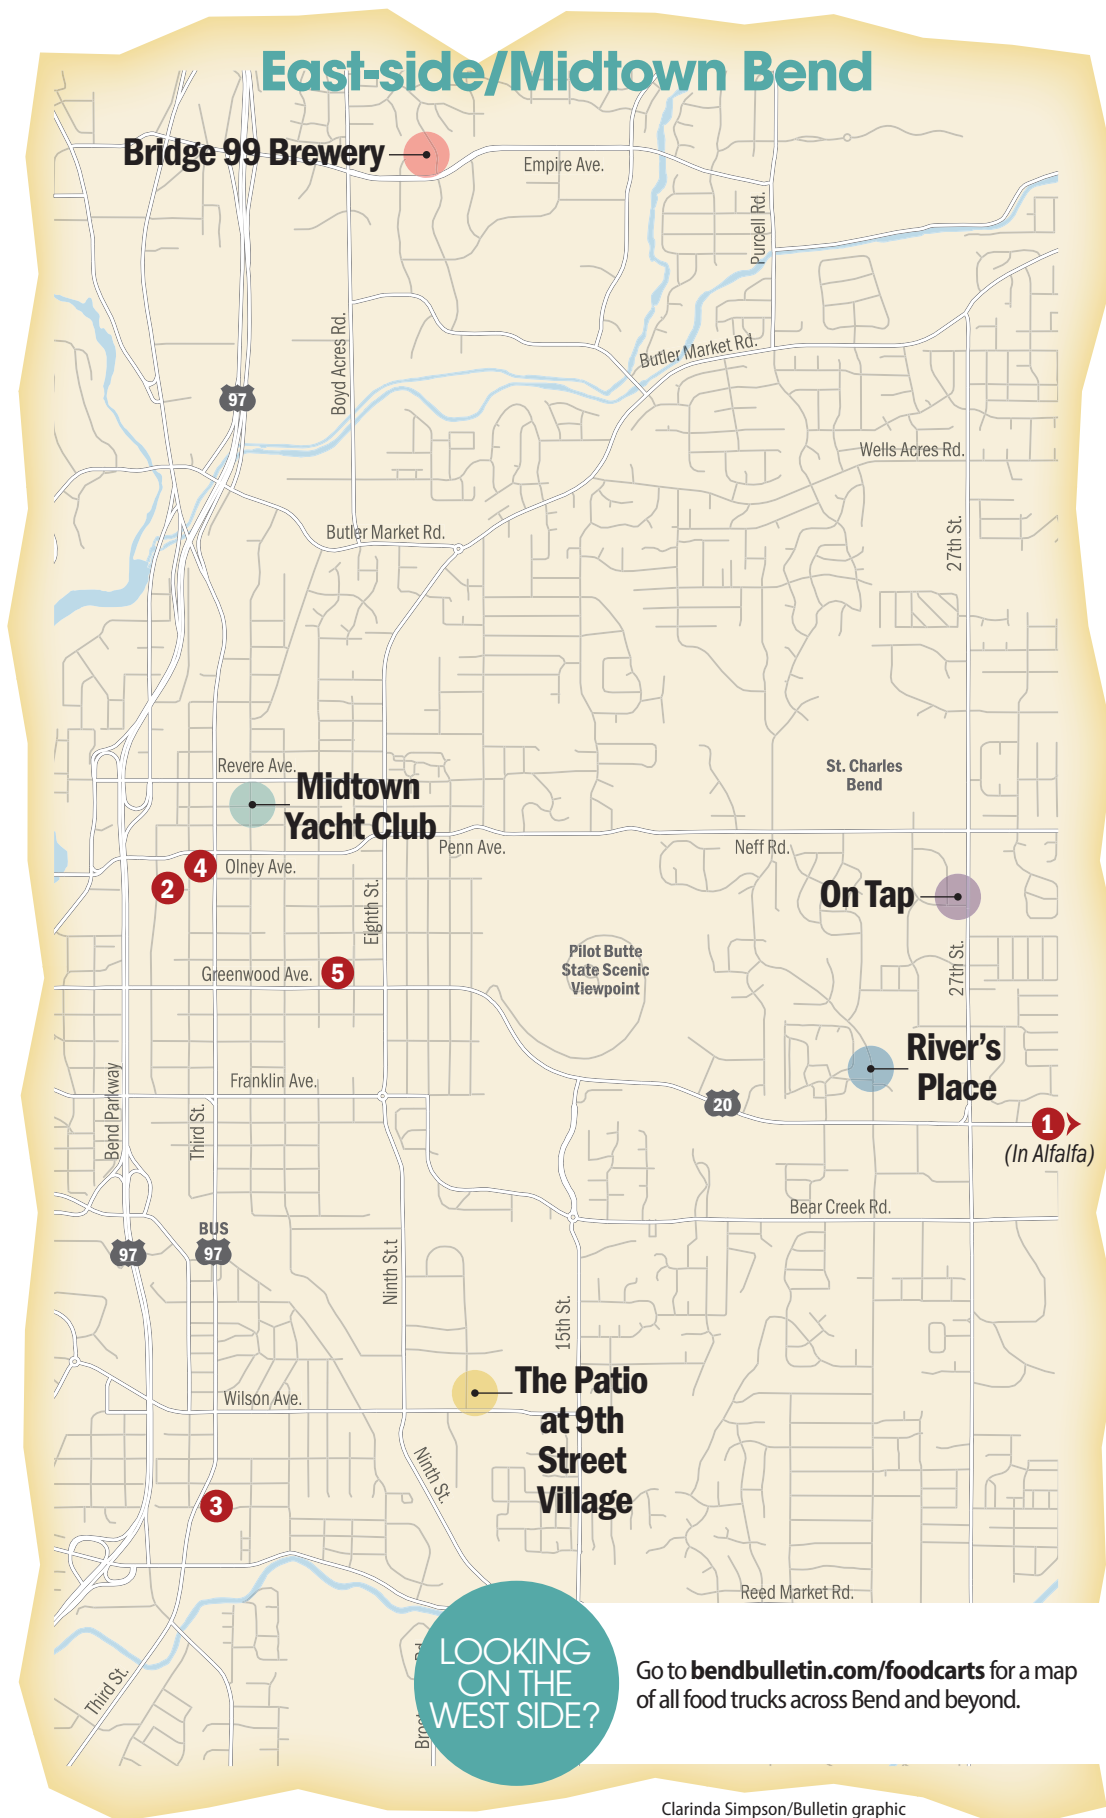 East-side/Midtown Bend
Bridge 99 Brewery
Empire Ave.
Purcell Rd.
Boyd Acres Rd.
Butler Market Rd.
97
Wells Acres Rd.
27th St.
Butler Market Rd.
Revere Ave.
Midtown
Yacht Club
St. Charles
Bend
Penn Ave.
Neff Rd.
4
Olney Ave.
2
On Tap
Eighth St.
Pilot Butte
State Scenic
Viewpoint
27th St.
Greenwood Ave.
5
River's
Place
Franklin Ave.
Bend Parkway
Third St.
20
1
(In Alfalfa)
Bear Creek Rd.
BUS
97
97
Ninth St.t
15th St.
The Patio
at 9th
Street
Village
Wilson Ave.
Ninth St.
3
Reed Market Rd.
Third St.
LOOKING
ON THE
WEST SIDE?
Go to bendbulletin.com/foodcarts for a map
of all food trucks across Bend and beyond.
Clarinda Simpson/Bulletin graphic